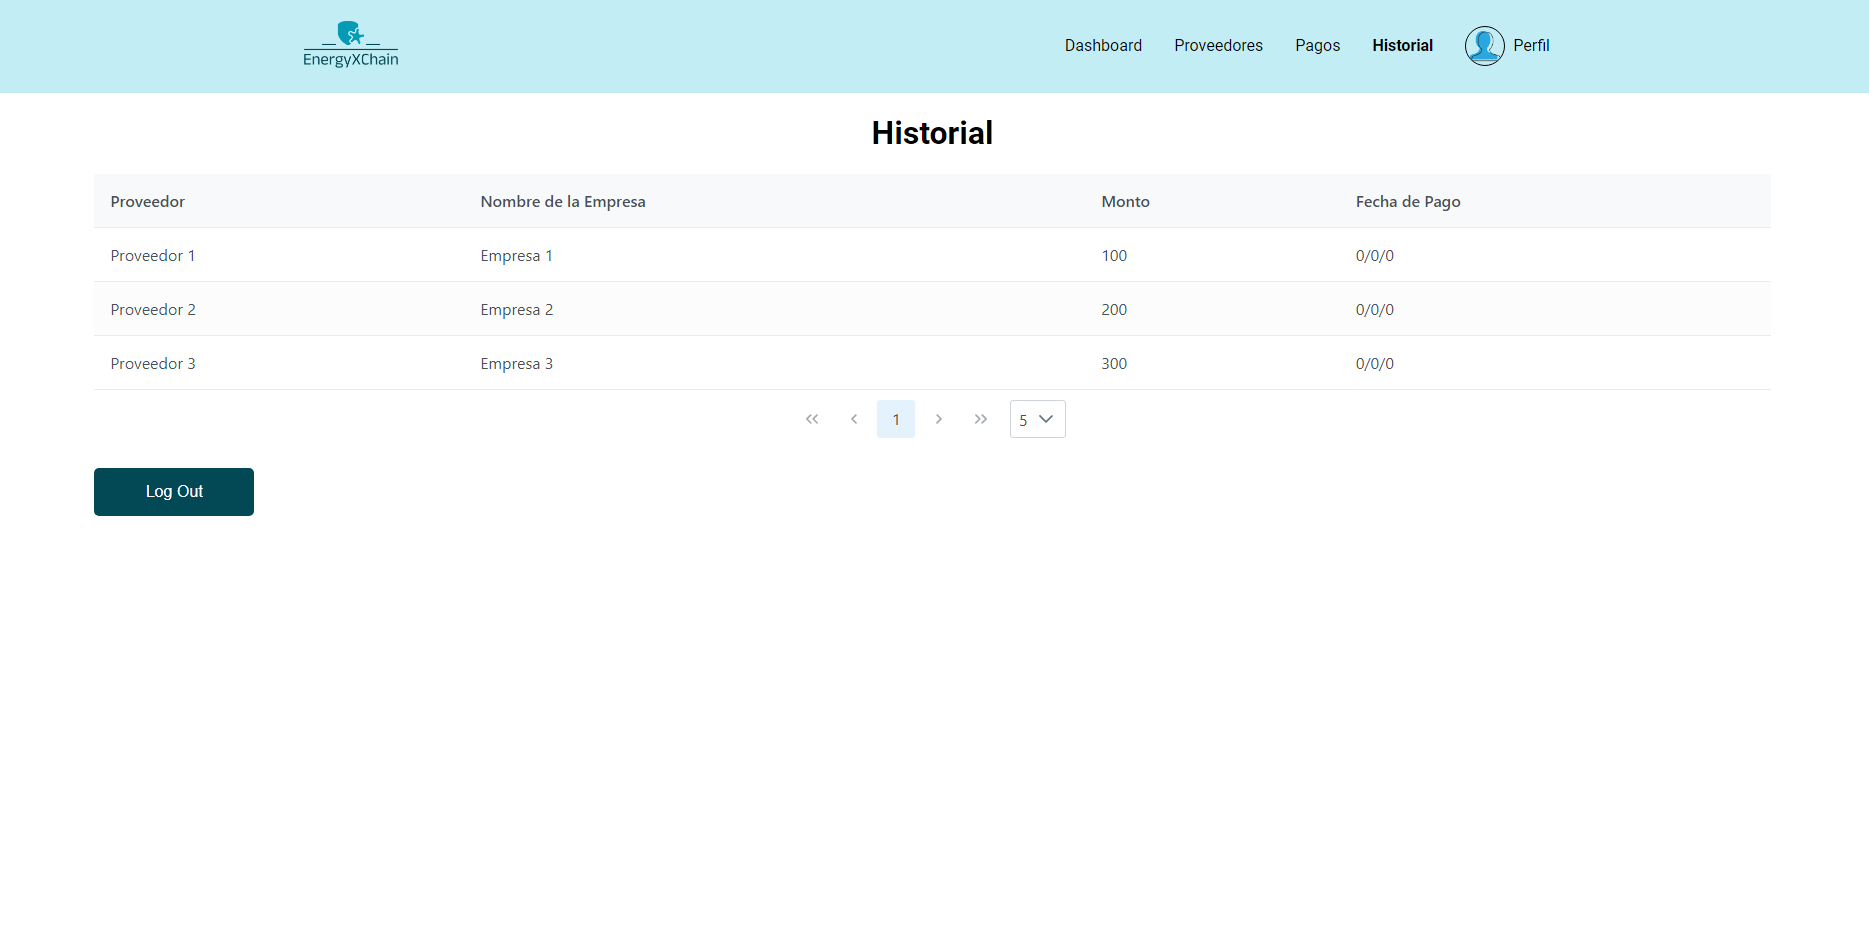 EnergyXChain
Dashboard Proveedores Pagos Historial Perfil
Historial
Proveedor Nombre de la Empresa Monto Fecha de Pago
Proveedor 1 Empresa 1 100 0/0/0
Proveedor 2 Empresa 2 200 0/0/0
Proveedor 3 Empresa 3 300 0/0/0
1 5
Log Out